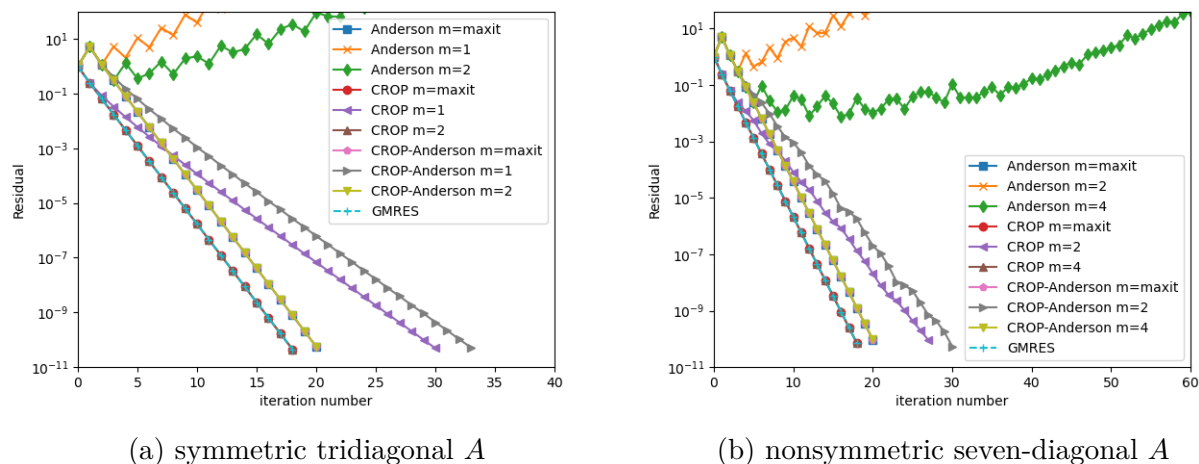 10¹
10⁻¹
10⁻³
10⁻⁵
10⁻⁷
10⁻⁹
10⁻¹¹
Residual
0 5 10 15 20 25 30 35 40
iteration number
Anderson m=maxit
Anderson m=1
Anderson m=2
CROP m=maxit
CROP m=1
CROP m=2
CROP-Anderson m=maxit
CROP-Anderson m=1
CROP-Anderson m=2
GMRES
(a) symmetric tridiagonal A
10¹
10⁻¹
10⁻³
10⁻⁵
10⁻⁷
10⁻⁹
10⁻¹¹
Residual
0 10 20 30 40 50 60
iteration number
Anderson m=maxit
Anderson m=2
Anderson m=4
CROP m=maxit
CROP m=2
CROP m=4
CROP-Anderson m=maxit
CROP-Anderson m=2
CROP-Anderson m=4
GMRES
(b) nonsymmetric seven-diagonal A